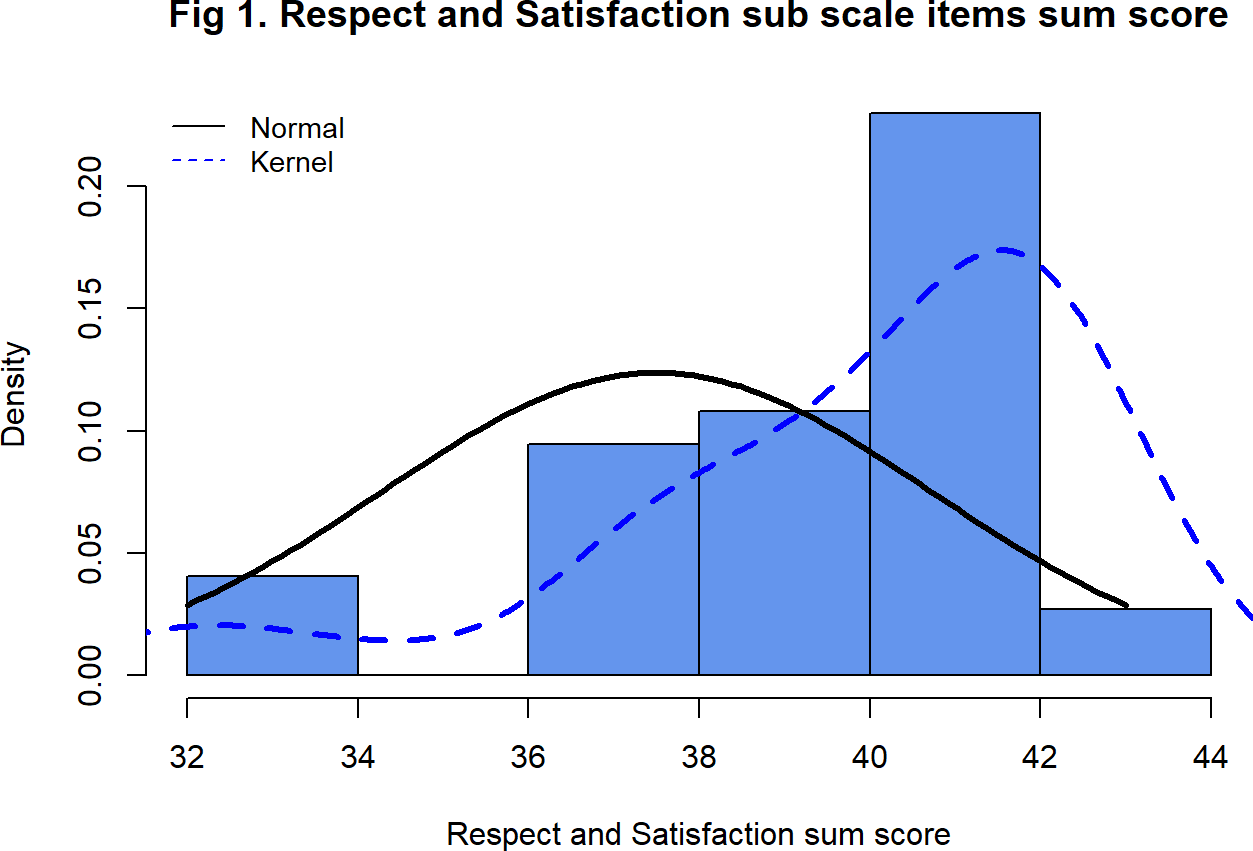 Fig 1. Respect and Satisfaction sub scale items sum score
Normal
Kernel
Density
0.20
0.15
0.10
0.05
0.00
32 34 36 38 40 42 44
Respect and Satisfaction sum score